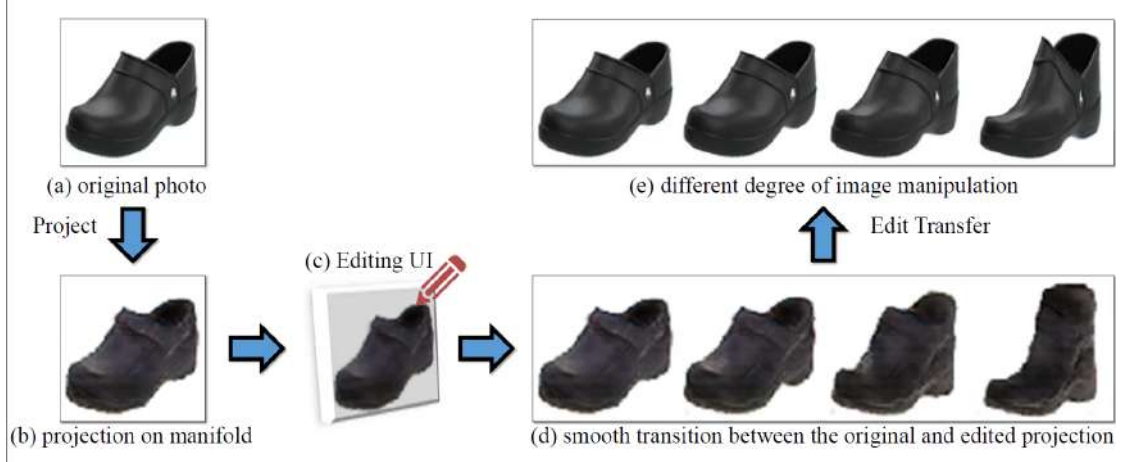 (a) original photo
(e) different degree of image manipulation
Project
Edit Transfer
(c) Editing UI
(b) projection on manifold
(d) smooth transition between the original and edited projection